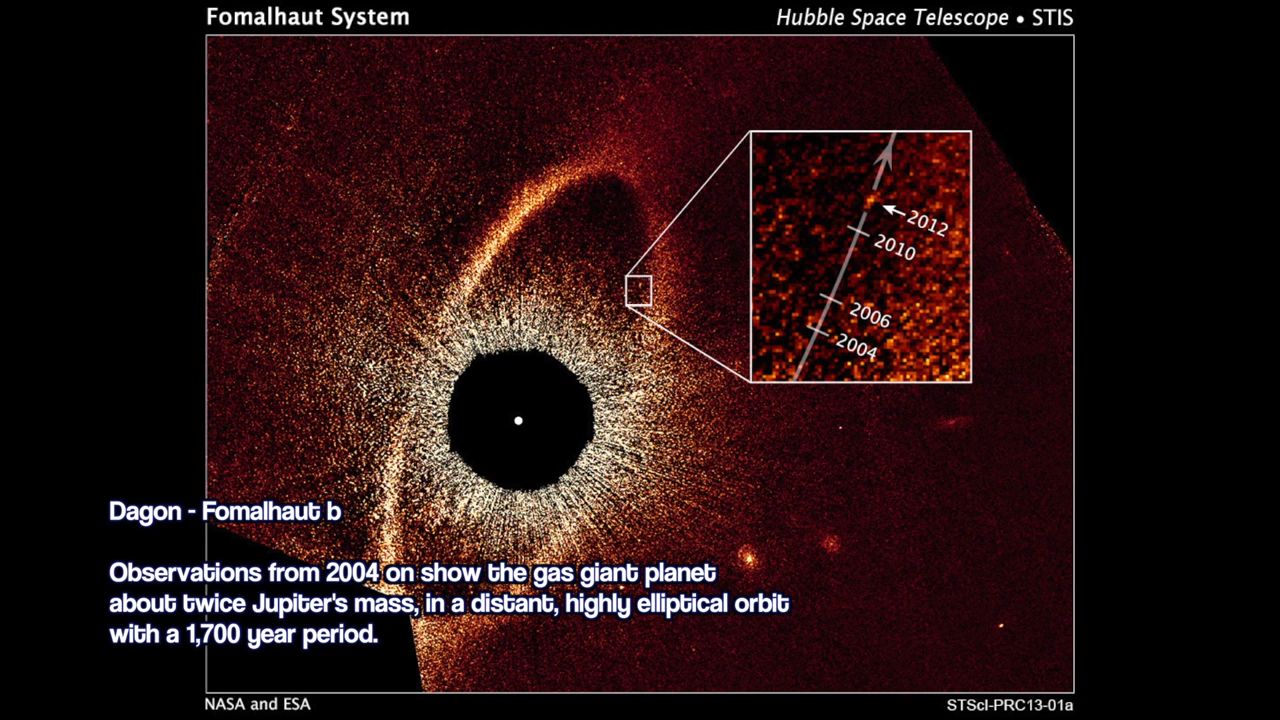 Fomalhaut System
Hubble Space Telescope • STIS
2012
2010
2006
2004
Dagon - Fomalhaut b
Observations from 2004 on show the gas giant planet
about twice Jupiter's mass, in a distant, highly elliptical orbit
with a 1,700 year period.
NASA and ESA
STScI-PRC13-01a